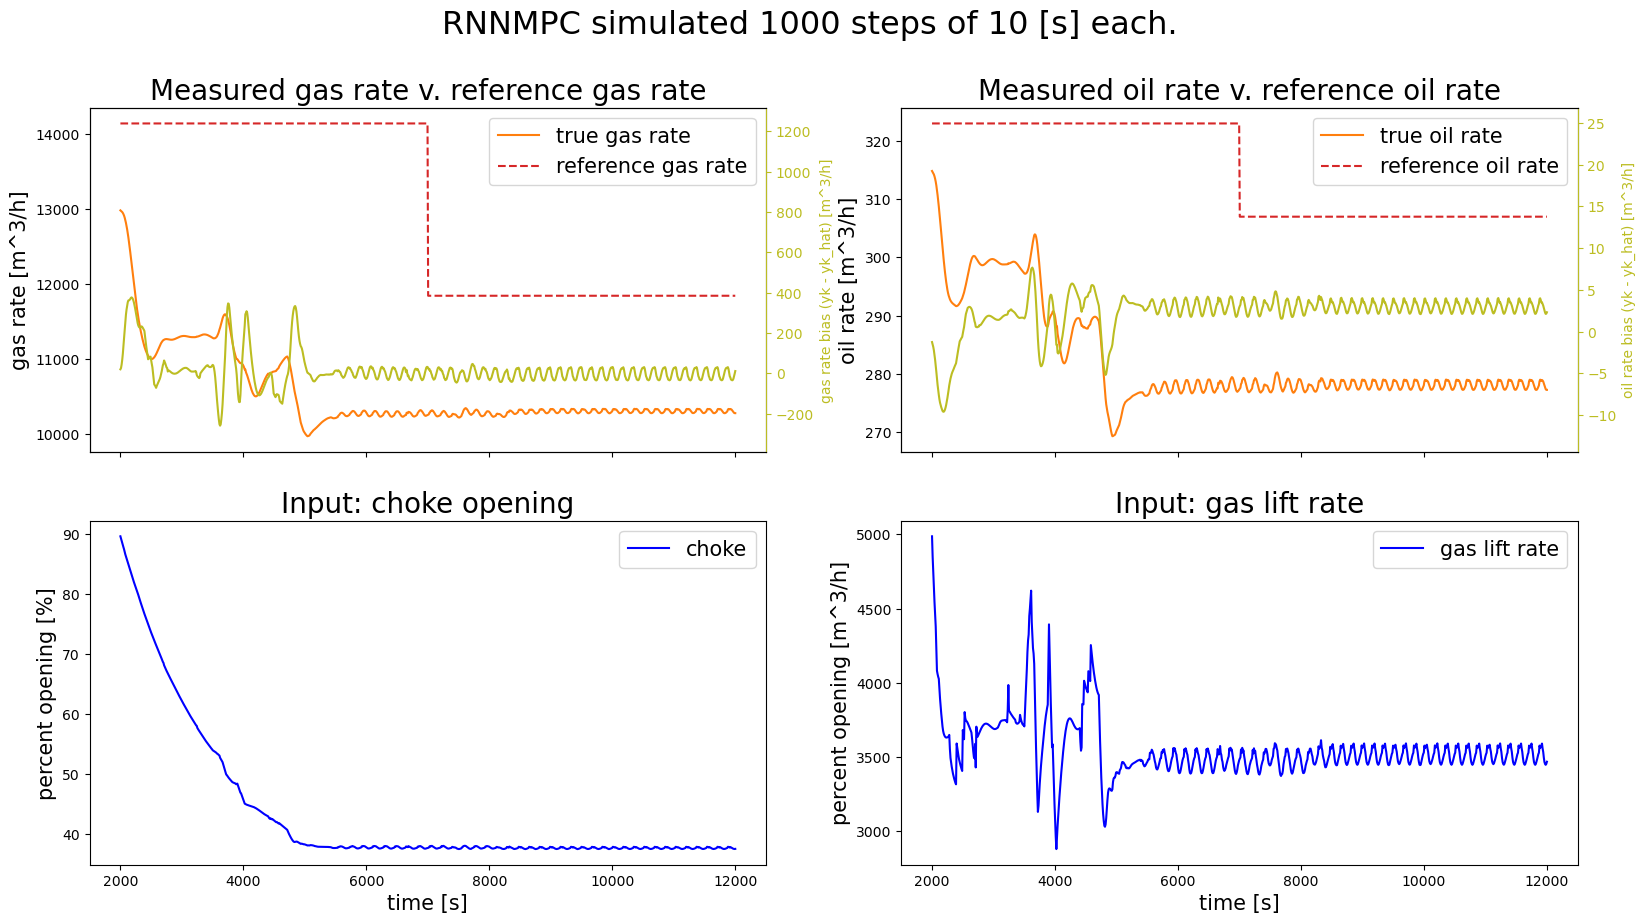 RNNMPC simulated 1000 steps of 10 [s] each.
Measured gas rate v. reference gas rate
true gas rate
reference gas rate
gas rate [m^3/h]
14000
13000
12000
11000
10000
1200
1000
800
600
400
200
0
−200
gas rate bias (yk - yk_hat) [m^3/h]
Measured oil rate v. reference oil rate
true oil rate
reference oil rate
oil rate [m^3/h]
320
310
300
290
280
270
25
20
15
10
5
0
−5
−10
oil rate bias (yk - yk_hat) [m^3/h]
Input: choke opening
choke
percent opening [%]
90
80
70
60
50
40
2000
4000
6000
8000
10000
12000
time [s]
Input: gas lift rate
gas lift rate
percent opening [m^3/h]
5000
4500
4000
3500
3000
2000
4000
6000
8000
10000
12000
time [s]